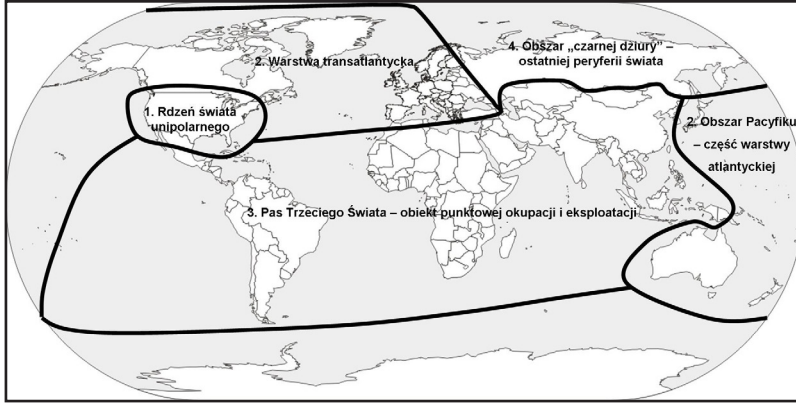 4. Obszar „czarnej dziury” –
ostatniej peryferii świata
2. Warstwa transatlantycka
1. Rdzeń świata
unipolarnego
2. Obszar Pacyfiku
– część warstwy
atlantyckiej
3. Pas Trzeciego Świata – obiekt punktowej okupacji i eksploatacji